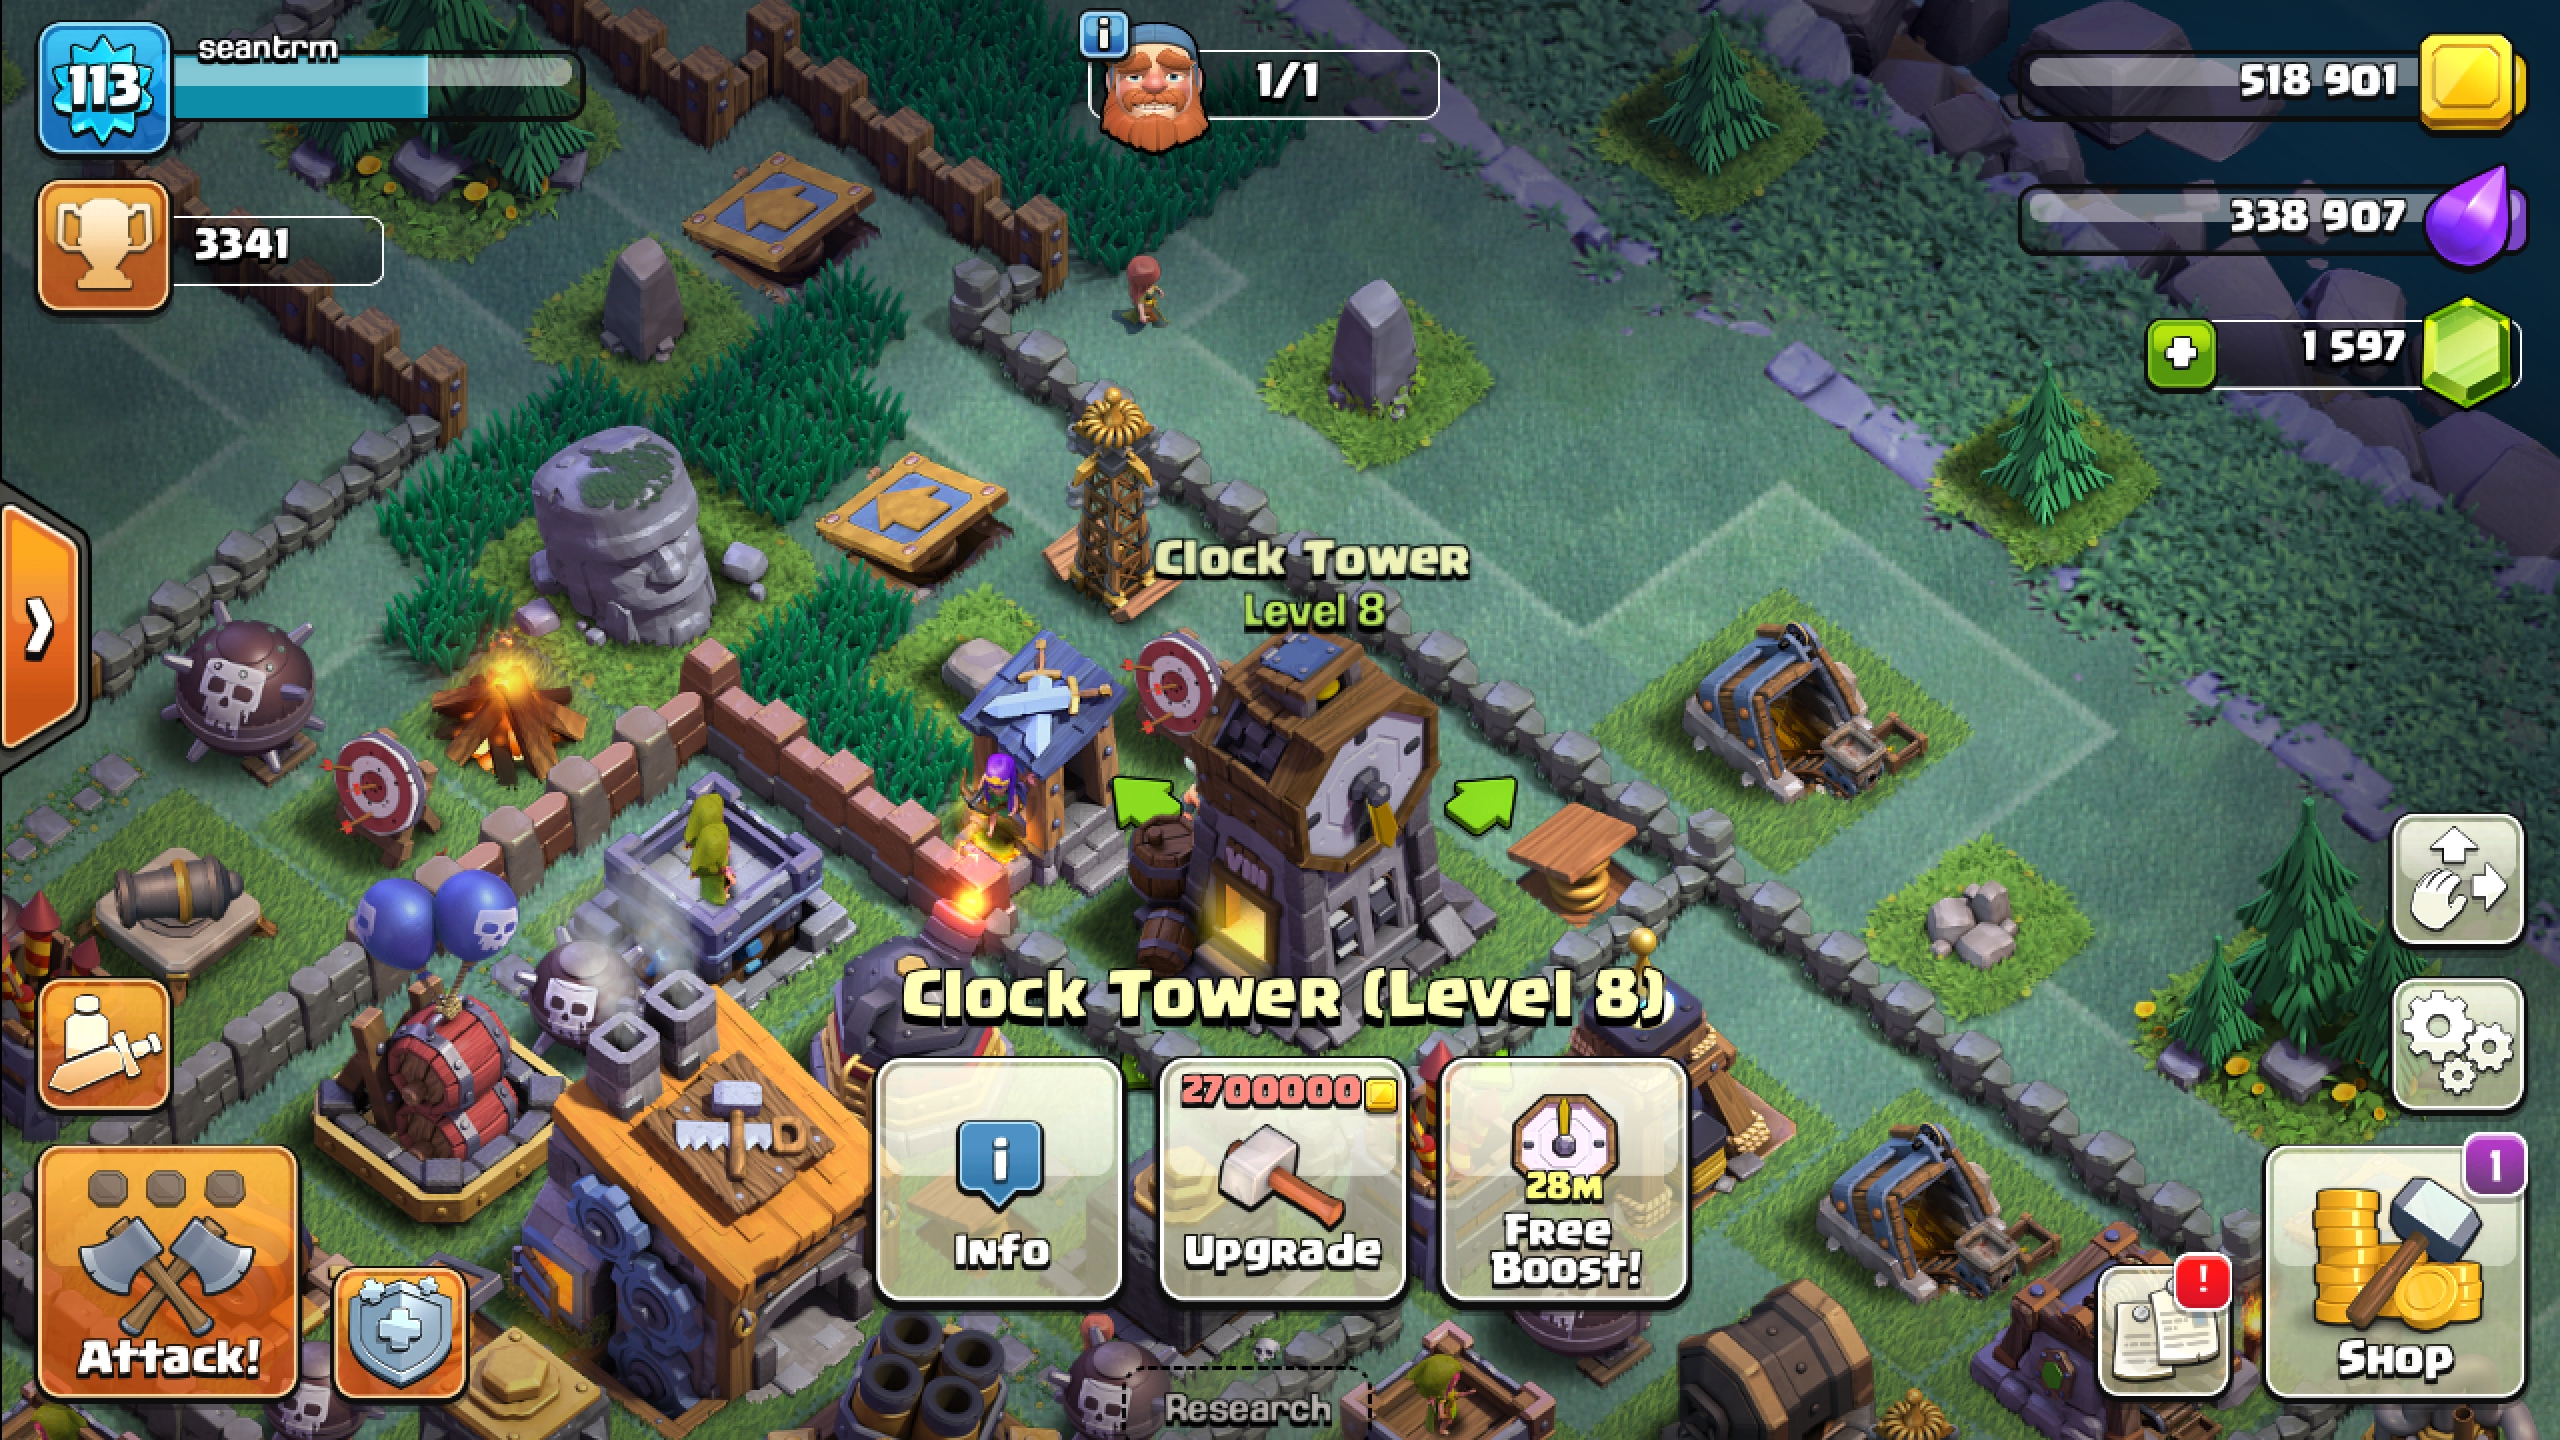 113
seantrm
1/1
518 901
3341
338 907
1 597
Clock Tower
Level 8
VIII
Clock Tower (Level 8)
Info
2700000
Upgrade
28M
Free
Boost!
Attack!
!
1
Shop
Research